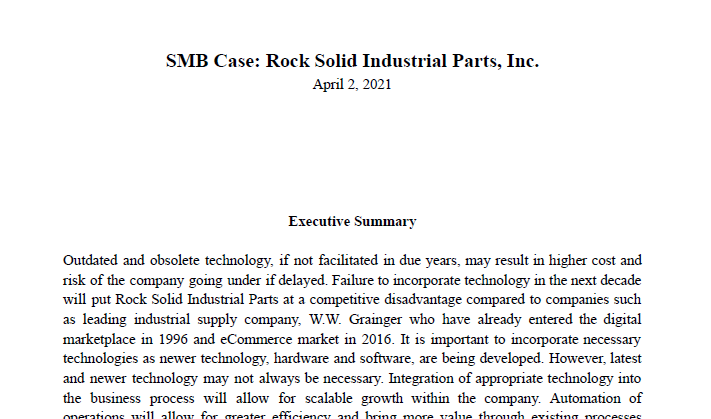 SMB Case: Rock Solid Industrial Parts, Inc.
April 2, 2021
Executive Summary
Outdated and obsolete technology, if not facilitated in due years, may result in higher cost and
risk of the company going under if delayed. Failure to incorporate technology in the next decade
will put Rock Solid Industrial Parts at a competitive disadvantage compared to companies such
as leading industrial supply company, W.W. Grainger who have already entered the digital
marketplace in 1996 and eCommerce market in 2016. It is important to incorporate necessary
technologies as newer technology, hardware and software, are being developed. However, latest
and newer technology may not always be necessary. Integration of appropriate technology into
the business process will allow for scalable growth within the company. Automation of
operations will allow for greater efficiency and bring more value through existing processes